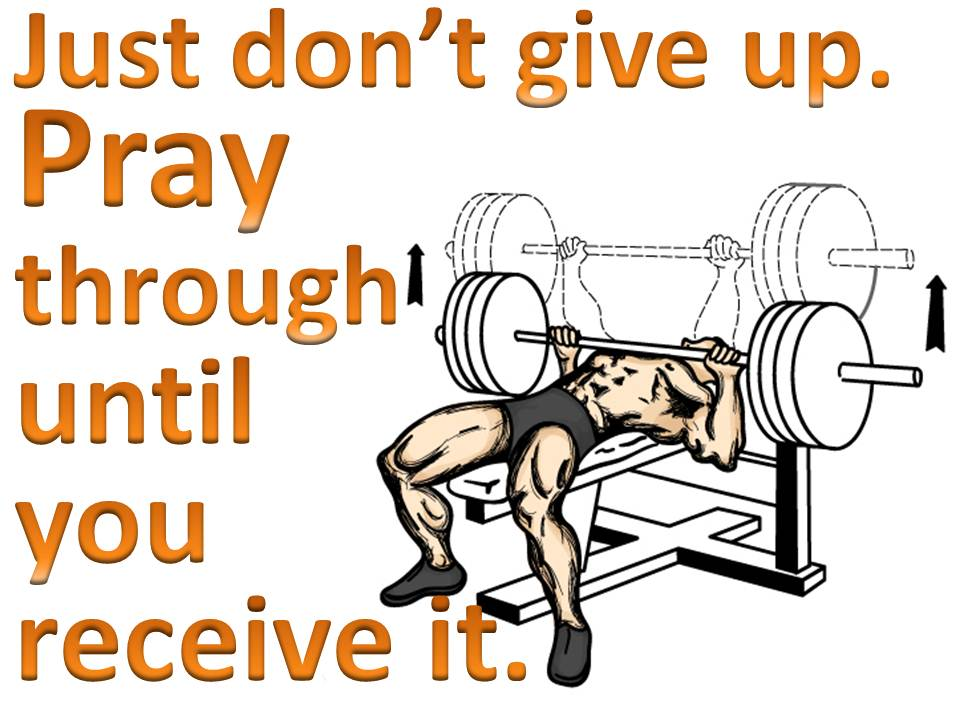 Just don’t give up.
Pray
through
until
you
receive it.